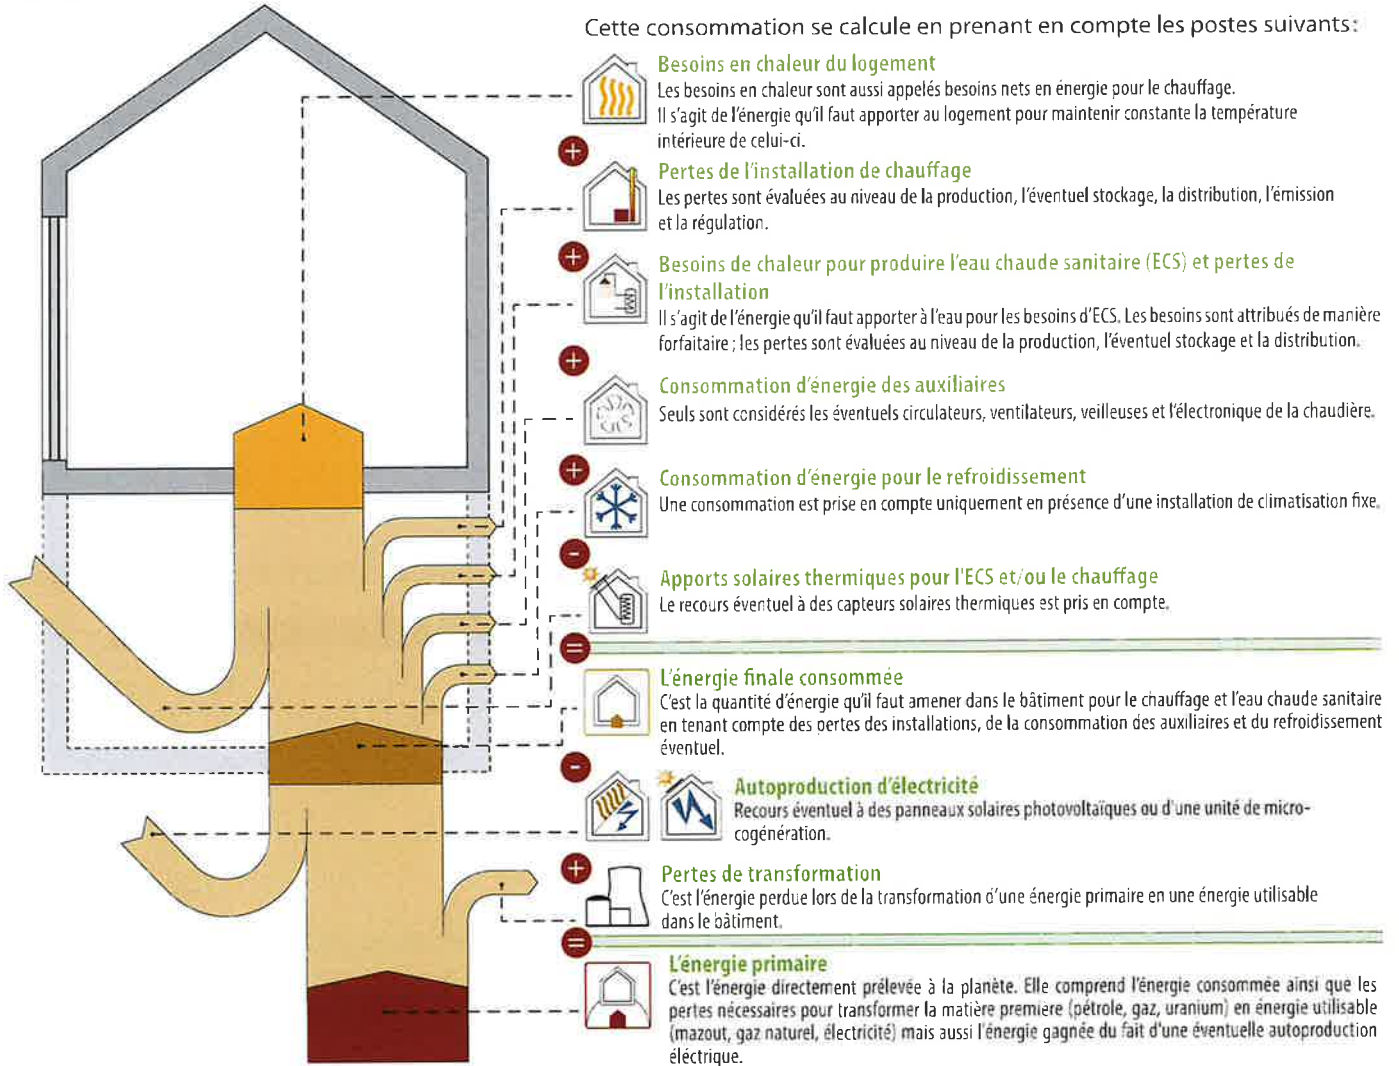 Cette consommation se calcule en prenant en compte les postes suivants:
Besoins en chaleur du logement
Les besoins en chaleur sont aussi appelés besoins nets en énergie pour le chauffage.
Il s'agit de l'énergie qu'il faut apporter au logement pour maintenir constante la température
intérieure de celui-ci.
+
Pertes de l'installation de chauffage
Les pertes sont évaluées au niveau de la production, l'éventuel stockage, la distribution, l'émission
et la régulation.
+
Besoins de chaleur pour produire l'eau chaude sanitaire (ECS) et pertes de
l'installation
Il s'agit de l'énergie qu'il faut apporter à l'eau pour les besoins d'ECS. Les besoins sont attribués de manière
forfaitaire ; les pertes sont évaluées au niveau de la production, l'éventuel stockage et la distribution.
+
Consommation d'énergie des auxiliaires
Seuls sont considérés les éventuels circulateurs, ventilateurs, veilleuses et l'électronique de la chaudière.
+
Consommation d'énergie pour le refroidissement
Une consommation est prise en compte uniquement en présence d'une installation de climatisation fixe.
-
Apports solaires thermiques pour l'ECS et/ou le chauffage
Le recours éventuel à des capteurs solaires thermiques est pris en compte.
=
L'énergie finale consommée
C'est la quantité d'énergie qu'il faut amener dans le bâtiment pour le chauffage et l'eau chaude sanitaire
en tenant compte des pertes des installations, de la consommation des auxiliaires et du refroidissement
éventuel.
-
Autoproduction d'électricité
Recours éventuel à des panneaux solaires photovoltaïques ou d'une unité de micro-
cogénération.
+
Pertes de transformation
C'est l'énergie perdue lors de la transformation d'une énergie primaire en une énergie utilisable
dans le bâtiment.
=
L'énergie primaire
C'est l'énergie directement prélevée à la planète. Elle comprend l'énergie consommée ainsi que les
pertes nécessaires pour transformer la matière première (pétrole, gaz, uranium) en énergie utilisable
(mazout, gaz naturel, électricité) mais aussi l'énergie gagnée du fait d'une éventuelle autoproduction
éléctrique.